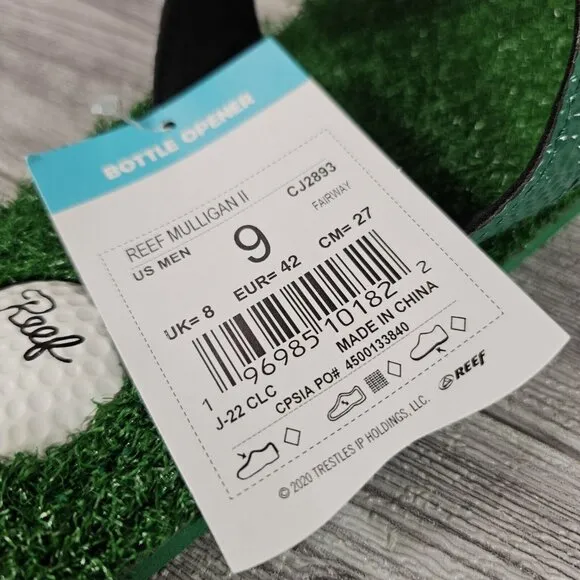 BOTTLE OPENER
REEF MULLIGAN II CJ2893
US MEN 9 FAIRWAY
UK= 8 EUR= 42 CM= 27
1 96985 10182 2
J-22 CLC MADE IN CHINA
CPSIA PO# 4500133840
REEF
© 2020 TRESTLES IP HOLDINGS, LLC.
Reef